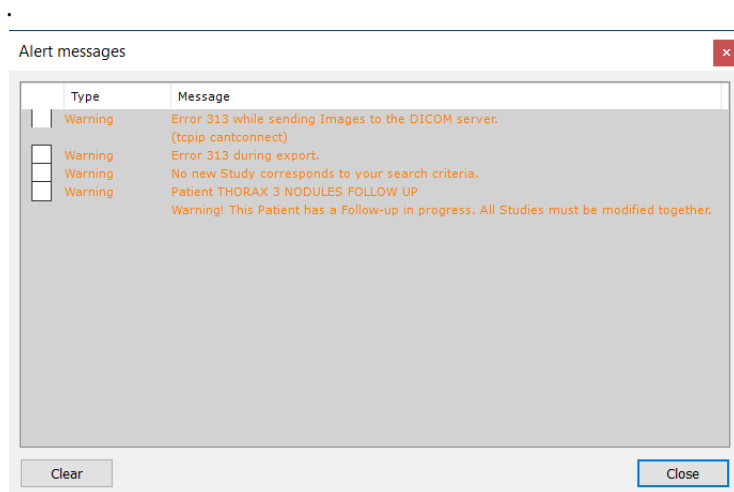 .
Alert messages
Type Message
Warning Error 313 while sending Images to the DICOM server.
(tcpip cantconnect)
Warning Error 313 during export.
Warning No new Study corresponds to your search criteria.
Warning Patient THORAX 3 NODULES FOLLOW UP
Warning! This Patient has a Follow-up in progress. All Studies must be modified together.
Clear Close